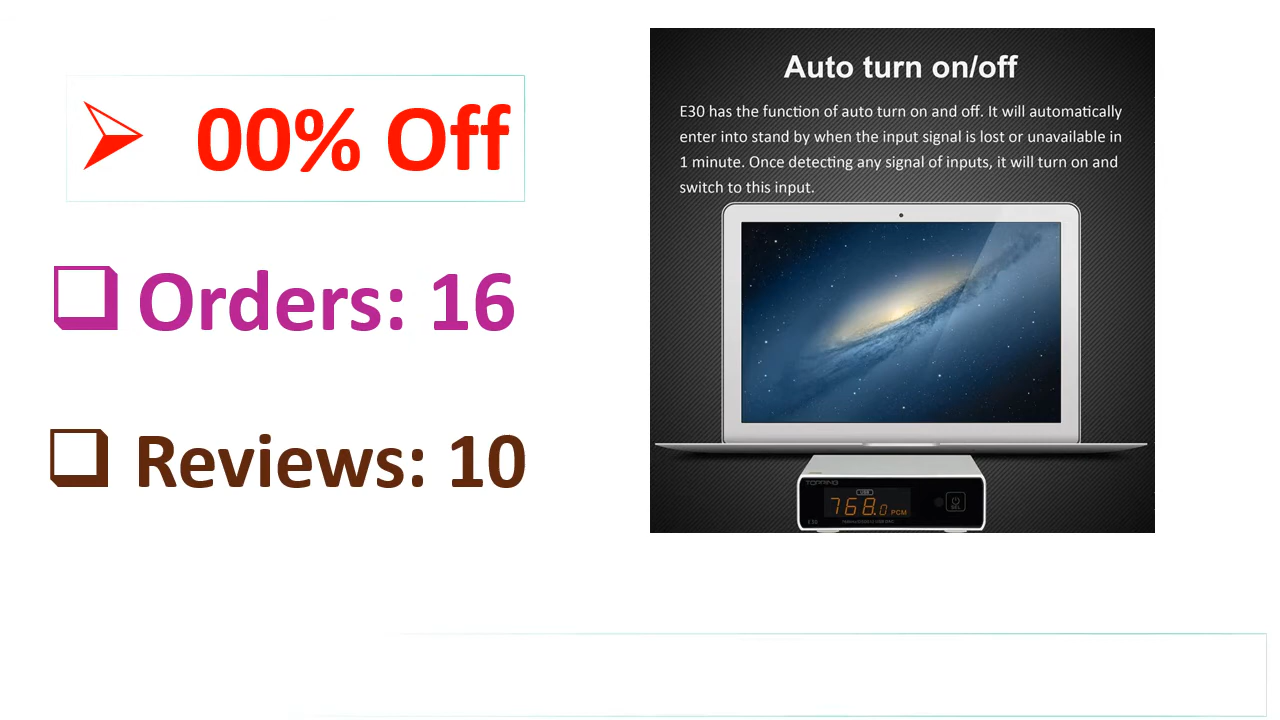 00% Off
Orders: 16
Reviews: 10
Auto turn on/off
E30 has the function of auto turn on and off. It will automatically
enter into stand by when the input signal is lost or unavailable in
1 minute. Once detecting any signal of inputs, it will turn on and
switch to this input.
TOPPING
USB
768.0 PCM
E30